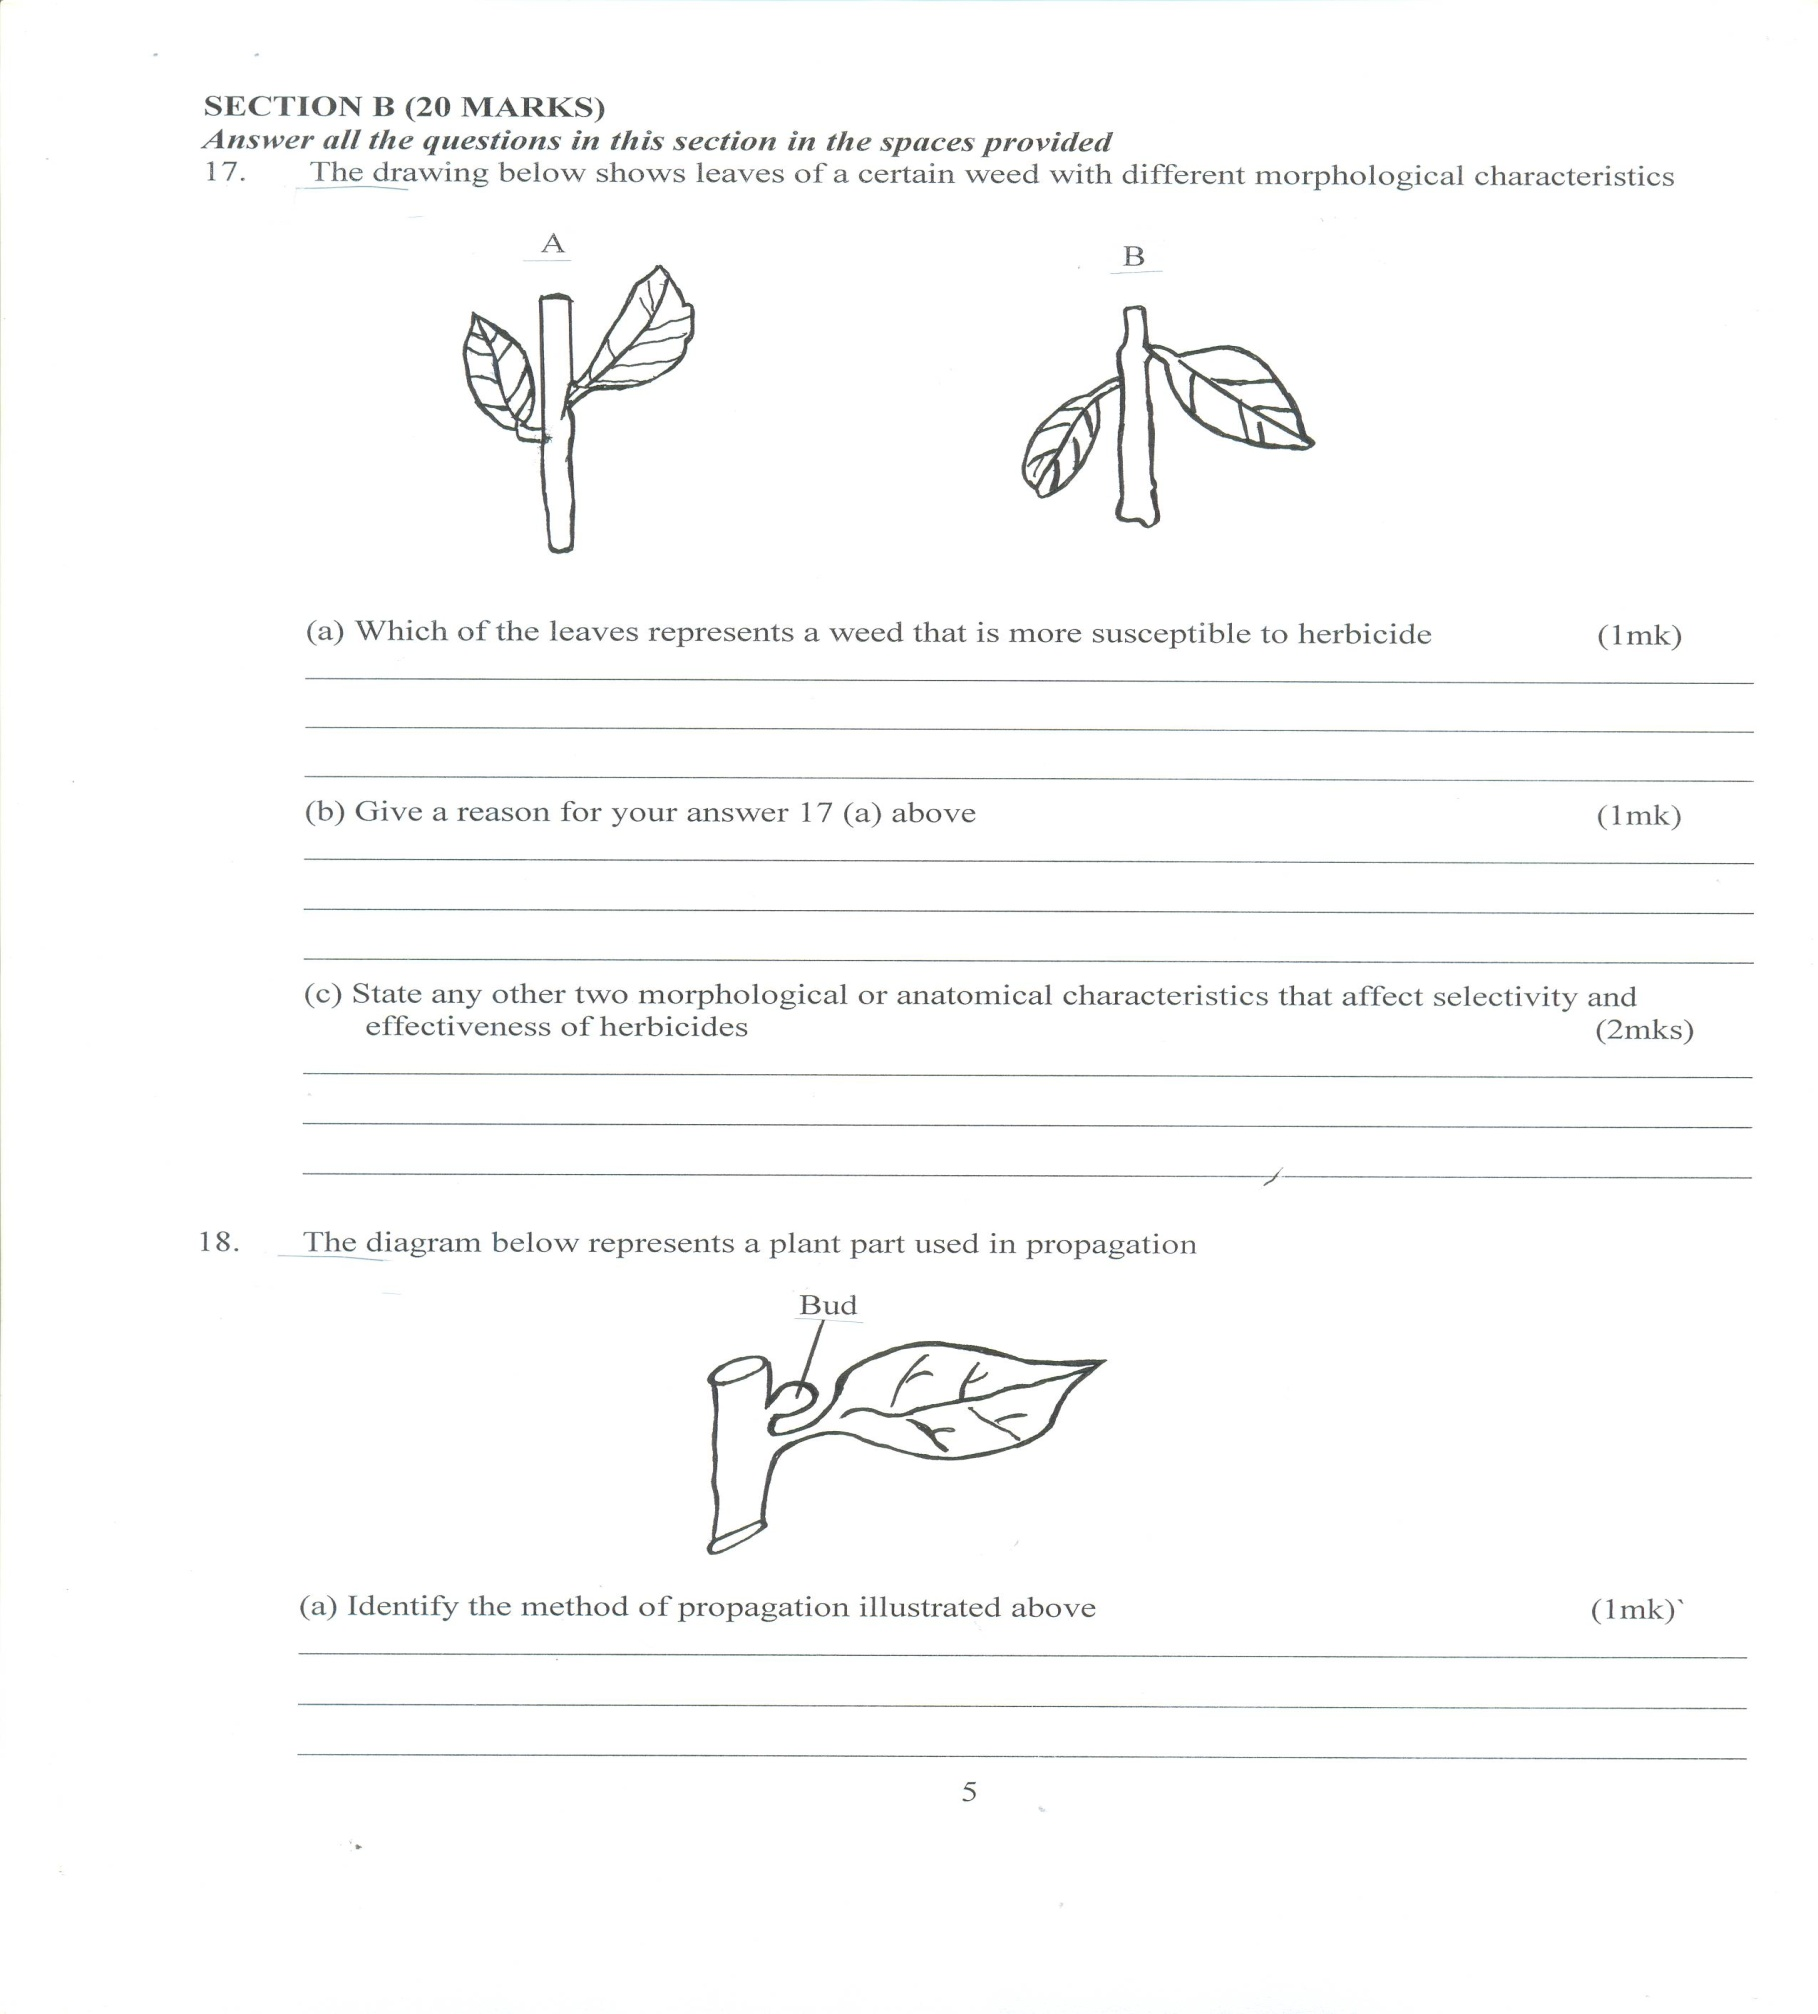 SECTION B (20 MARKS)
Answer all the questions in this section in the spaces provided
17. The drawing below shows leaves of a certain weed with different morphological characteristics
A
B
(a) Which of the leaves represents a weed that is more susceptible to herbicide (1mk)
(b) Give a reason for your answer 17 (a) above (1mk)
(c) State any other two morphological or anatomical characteristics that affect selectivity and
effectiveness of herbicides (2mks)
18. The diagram below represents a plant part used in propagation
Bud
(a) Identify the method of propagation illustrated above (1mk)`
5